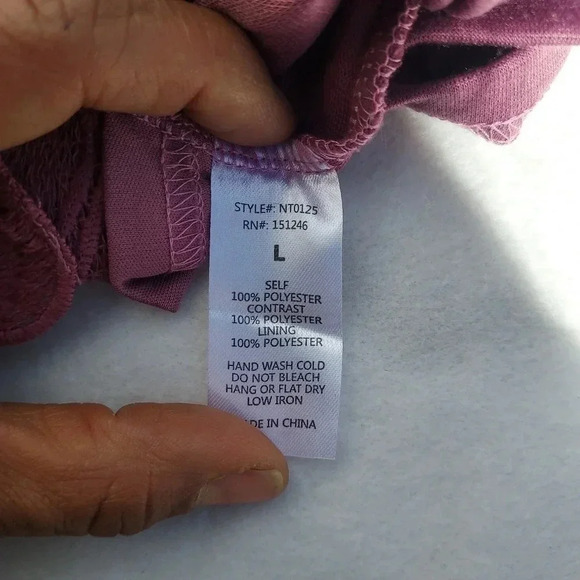 STYLE#: NT0125
RN#: 151246
L
SELF
100% POLYESTER
CONTRAST
100% POLYESTER
LINING
100% POLYESTER
HAND WASH COLD
DO NOT BLEACH
HANG OR FLAT DRY
LOW IRON
IN CHINA